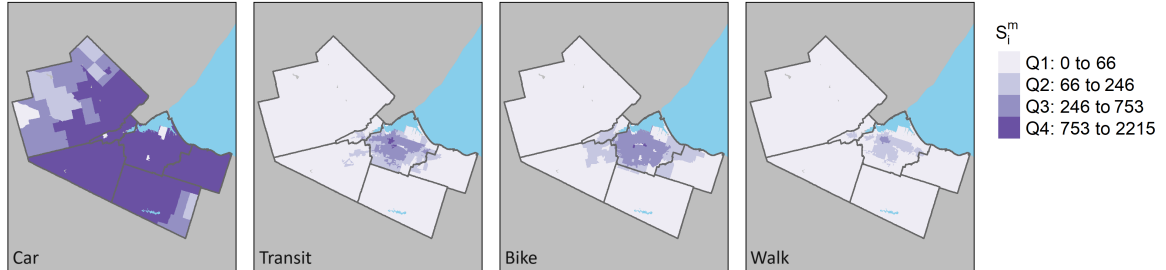 Car
Transit
Bike
Walk
S_i^m
Q1: 0 to 66
Q2: 66 to 246
Q3: 246 to 753
Q4: 753 to 2215